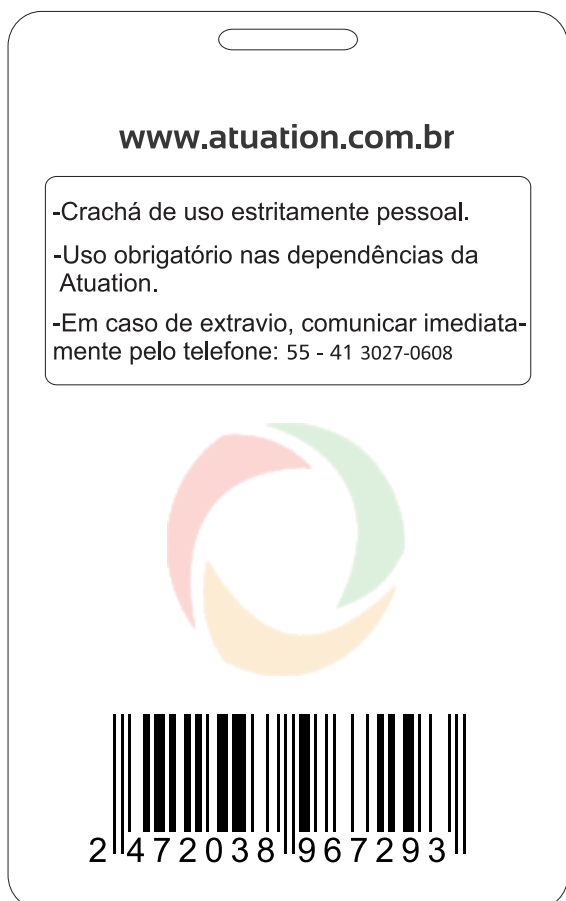 www.atuation.com.br
-Crachá de uso estritamente pessoal.
-Uso obrigatório nas dependências da
Atuation.
-Em caso de extravio, comunicar imediata-
mente pelo telefone: 55 - 41 3027-0608
2 472038 967293